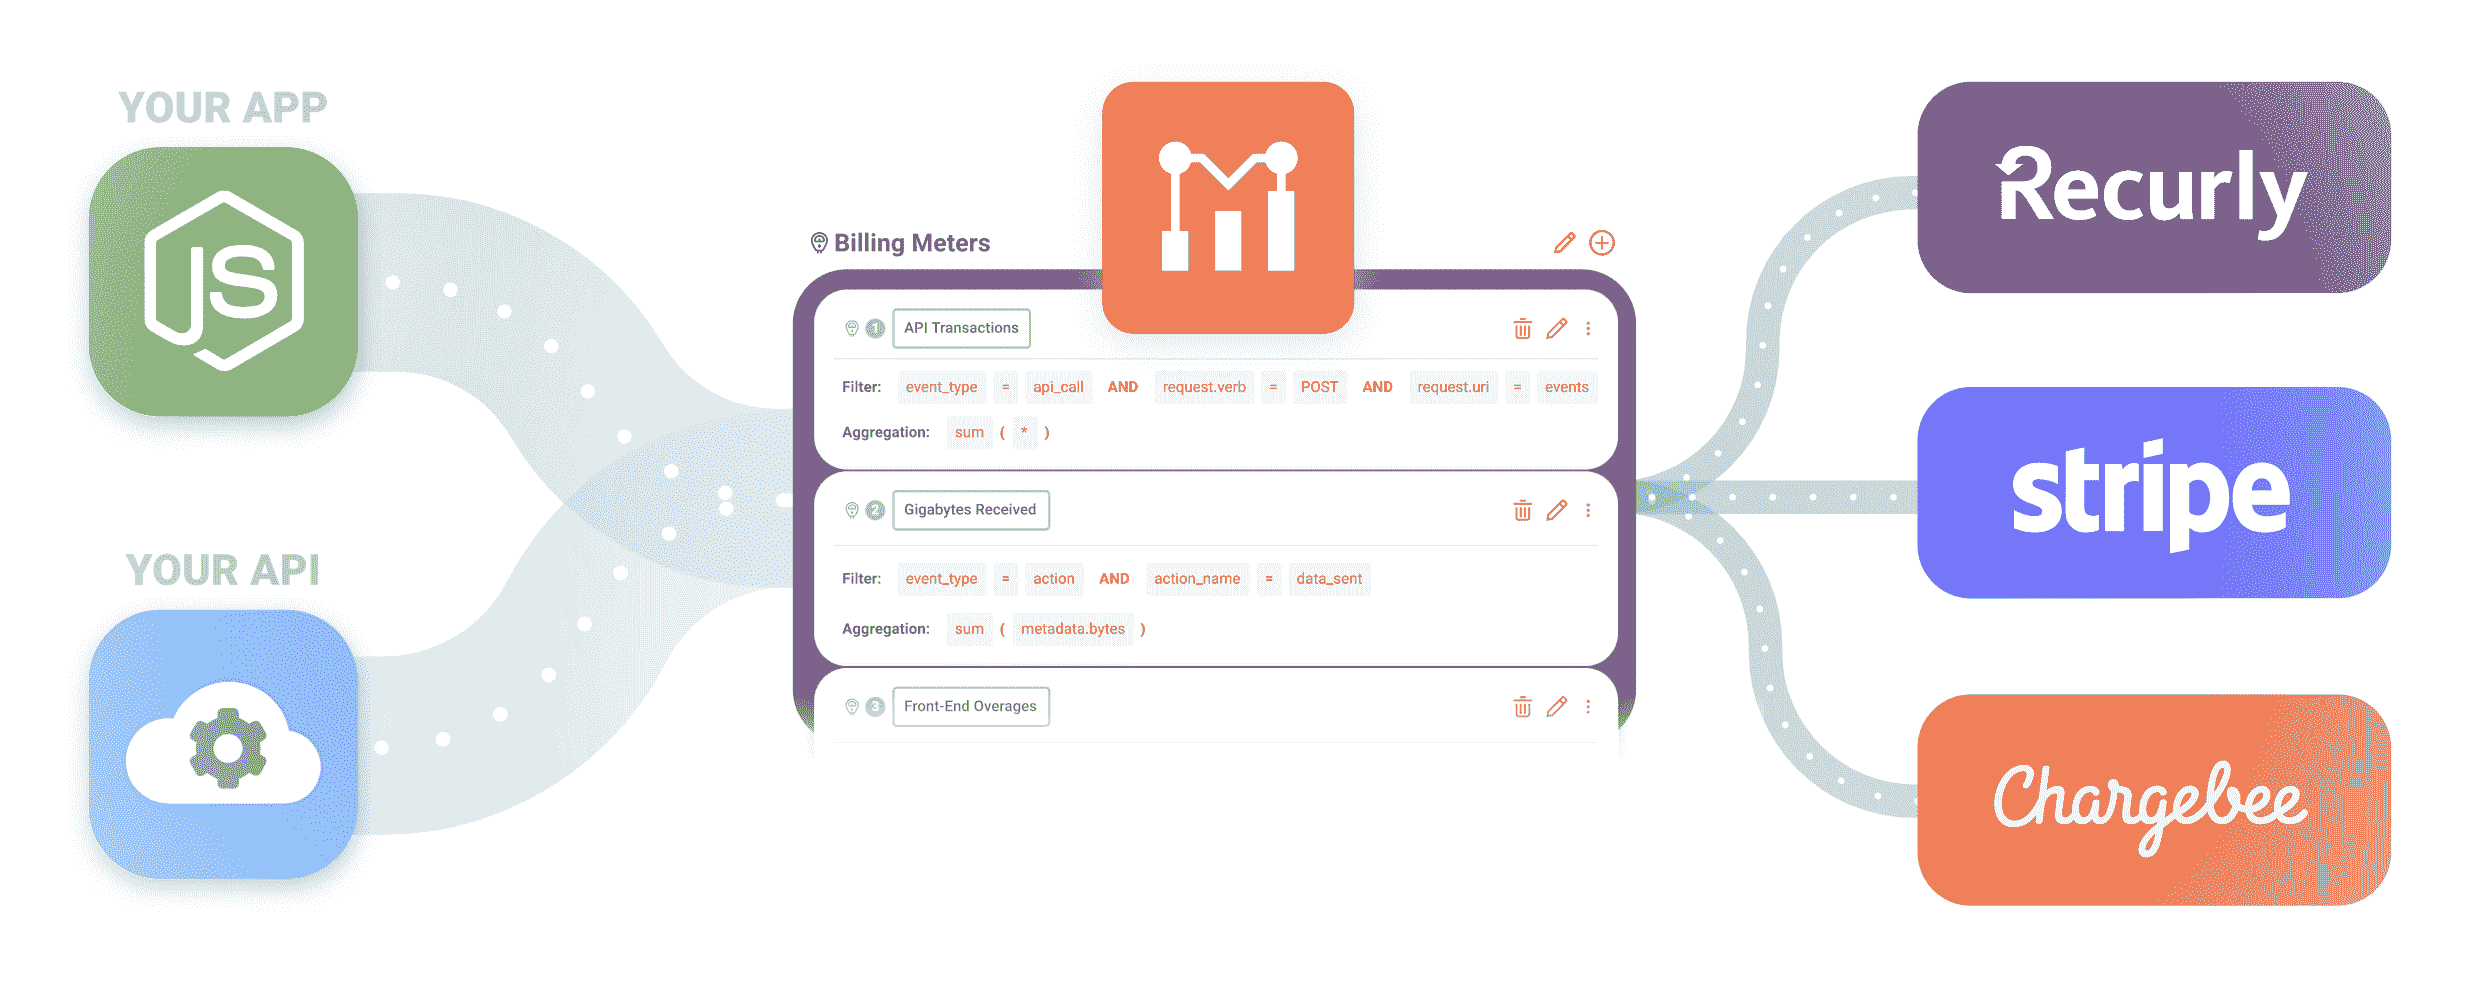 YOUR APP
JS
YOUR API
Billing Meters
1 API Transactions
Filter: event_type = api_call AND request.verb = POST AND request.uri = events
Aggregation: sum ( * )
2 Gigabytes Received
Filter: event_type = action AND action_name = data_sent
Aggregation: sum ( metadata.bytes )
3 Front-End Overages
Recurly
stripe
Chargebee